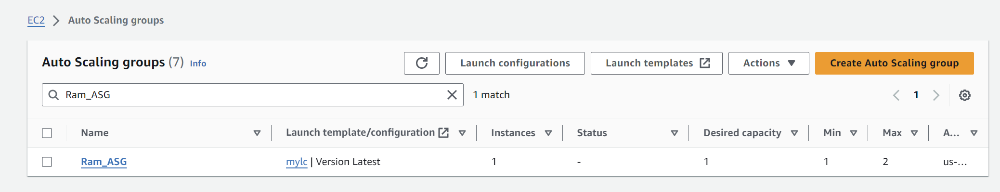 EC2 > Auto Scaling groups
Auto Scaling groups (7) Info Launch configurations Launch templates Actions Create Auto Scaling group
Ram_ASG 1 match 1
Name Launch template/configuration Instances Status Desired capacity Min Max A...
Ram_ASG mylc | Version Latest 1 - 1 1 2 us-...